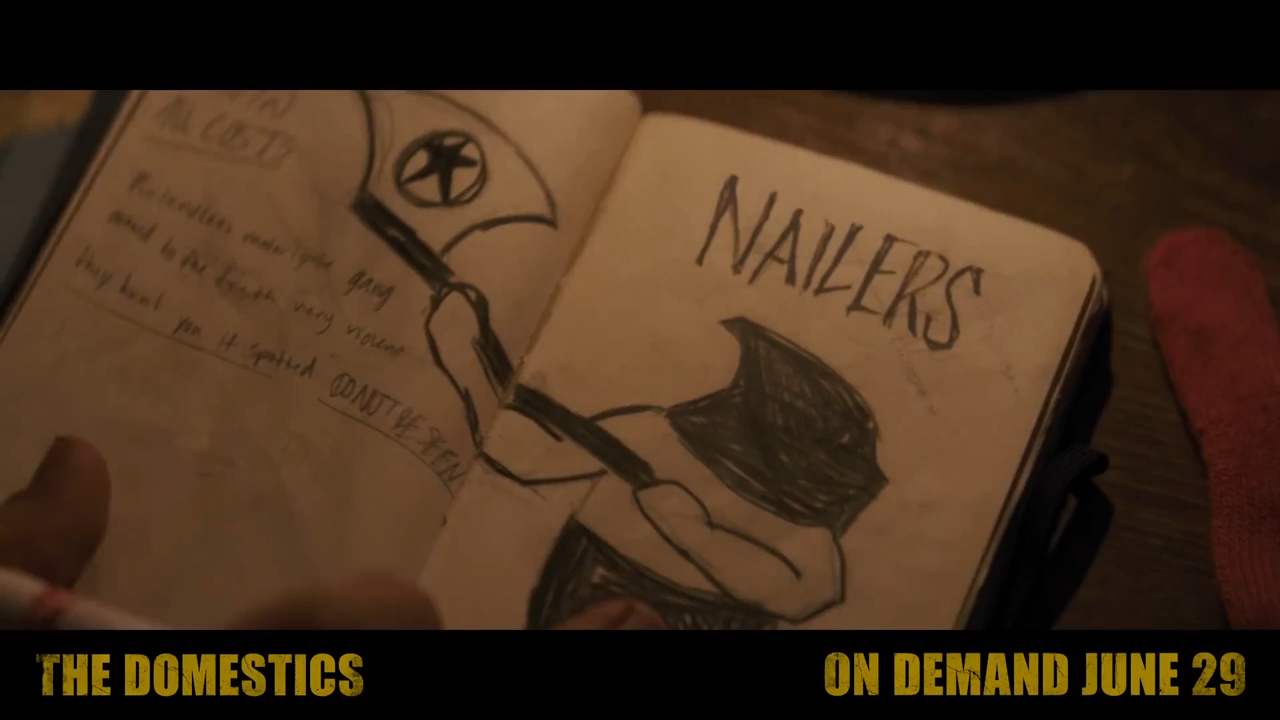 ALL COSTS
Relentless motorcycle gang
armed to the teeth very violent
they hunt you if spotted DO NOT BE SEEN
NAILERS
THE DOMESTICS
ON DEMAND JUNE 29